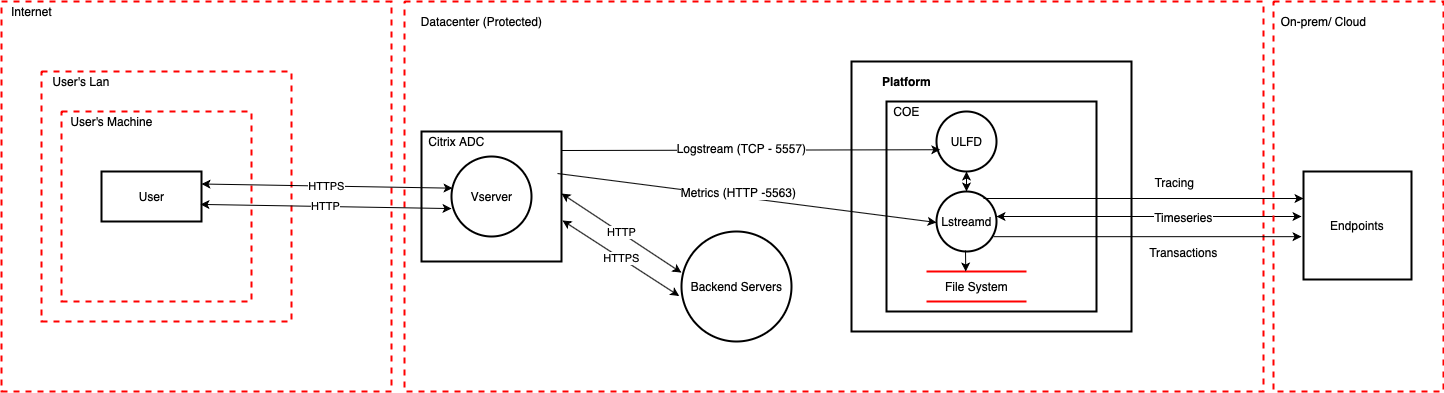 Internet
User's Lan
User's Machine
User
HTTPS
HTTP
Datacenter (Protected)
Citrix ADC
Vserver
Logstream (TCP - 5557)
Metrics (HTTP -5563)
HTTP
HTTPS
Backend Servers
Platform
COE
ULFD
Lstreamd
File System
Tracing
Timeseries
Transactions
On-prem/ Cloud
Endpoints